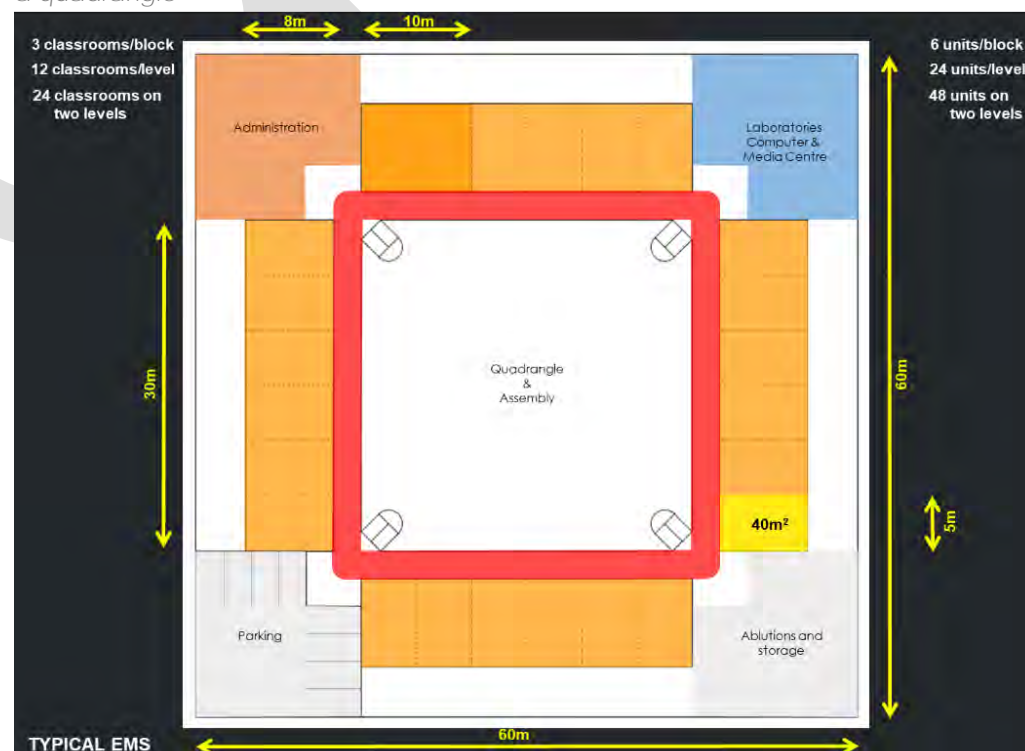 a quadrangle
8m
10m
3 classrooms/block
12 classrooms/level
24 classrooms on
two levels
6 units/block
24 units/level
48 units on
two levels
Administration
Laboratories
Computer &
Media Centre
30m
Quadrangle
&
Assembly
60m
40m²
5m
Parking
Ablutions and
storage
TYPICAL EMS
60m